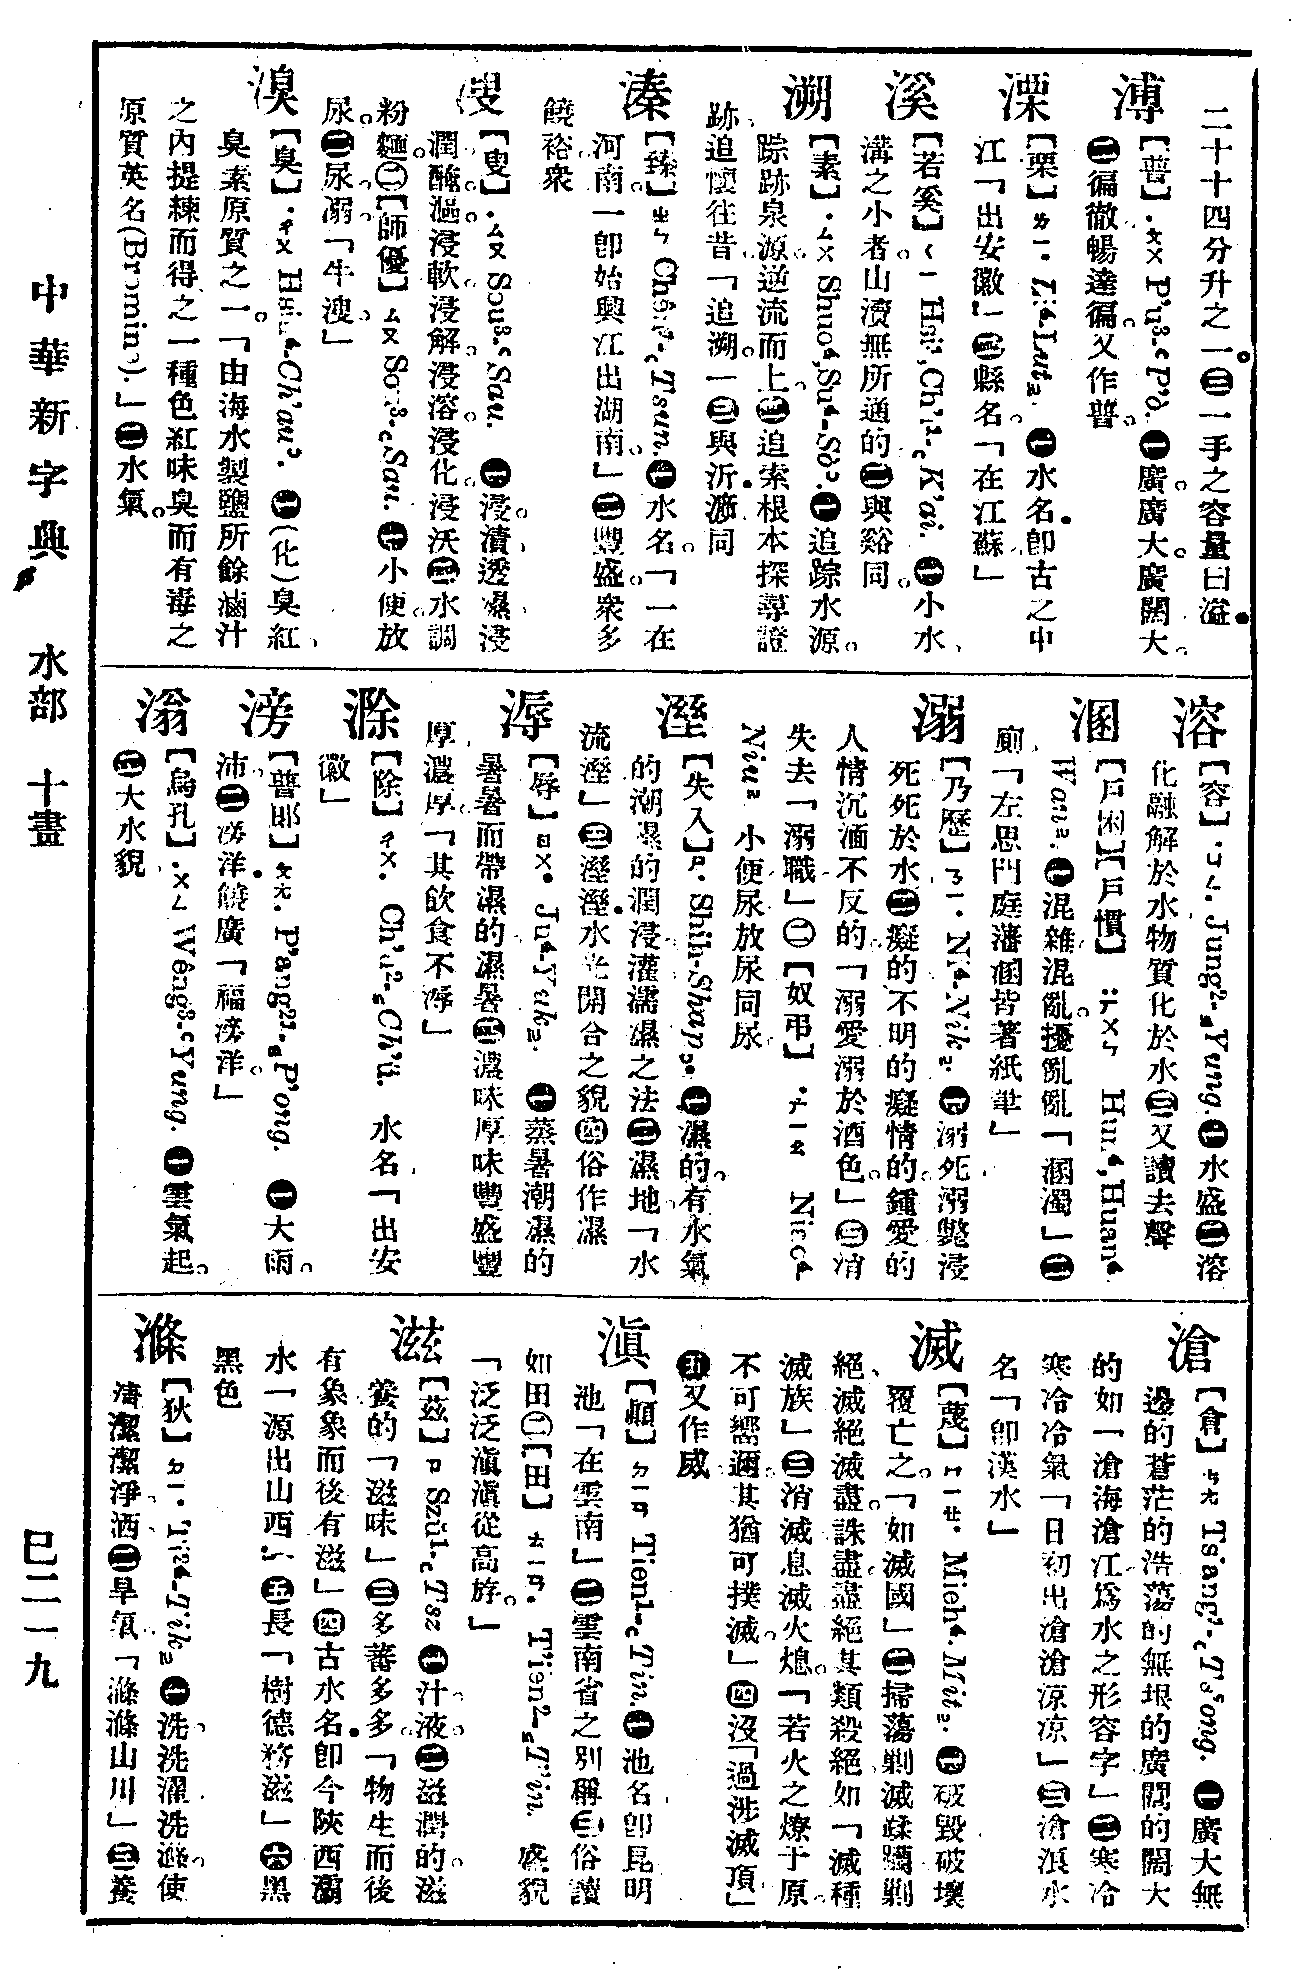 二十十四分升之一㊂一手之容量曰溢
溥
【普】.ㄆㄨ P'u³.꜂P'ò. ㊀廣廣大廣闊大
㊁徧徹暢達徧又作普
溧
【栗】ㄌㄧ. Li⁴.Lut₂. ㊀水名卽古之中
江「出安徽」㊁縣名「在江蘇」
溪
【若奚】ㄑㄧ Hsi¹,Ch'i¹-꜀K'ai. ㊀小水
溝之小者山瀆無所通的㊁與谿同
溯
【素】.ㄙㄨ Shuo⁴,Su⁴-Sò. ㊀追踪水源
踪跡泉源逆流而上㊁追索根本探尋證
跡追懷往昔「追溯」㊂與泝遡同
溱
【臻】ㄓㄣ Chên¹-꜀Tsun. ㊀水名「一在
河南一卽始興江出湖南」㊁豐盛衆多
饒裕衆
溲
【叟】.ㄙㄡ Sou³.꜂Sau. ㊀浸漬透濕浸
潤醃漚浸軟浸解浸溶浸化浸沃㊁水調
粉麵㊁【師優】ㄙㄡ Sou³-꜀Sau. ㊀小便放
尿㊁尿溺「牛溲」
溴
【臭】.ㄔㄡ Hsiu⁴.Ch'au³. ㊀(化)臭紅
臭素原質之一「由海水製鹽所餘滷汁
之內提練而得之一種色紅味臭而有毒之
原質英名(Bromine).」㊁水氣
溶
【容】.ㄖㄥ. Jung².₌Yung. ㊀水盛㊁溶
化融解於水物質化於水㊂又讀去聲
溷
【戶困】【戶慣】:ㄏㄨㄣ Hun⁴,Huan⁴
Wan². ㊀混雜混亂擾亂亂「溷濁」㊁
廁「左思門庭藩溷皆著紙筆」
溺
【乃歷】ㄋㄧ. Ni⁴.Nik₂. ㊀溺死溺斃浸
死死於水㊁癡的不明的癡情的鍾愛的
人情沉湎不反的「溺愛溺於酒色」㊂消
失去「溺職」㊁【奴弔】.ㄋㄧㄠ Niao⁴
Niu² 小便尿放尿同尿
溼
【失入】ㄕ. Shih-Shap. ㊀濕的有水氣
的潮濕的潤浸灌濡濕之法㊁濕地「水
流溼」㊂溼溼水光開合之貌㊃俗作濕
溽
【辱】ㄖㄨ. Ju⁴.Yuk₂. ㊀蒸暑潮濕的
暑暑而帶濕的濕暑㊁濃味厚味豐盛豐
厚濃厚「其飲食不溽」
滁
【除】ㄔㄨ. Ch'u²-₌Ch'ü. 水名「出安
徽」
滂
【普郎】ㄆㄤ. P'ang²-₌P'ong. ㊀大雨
沛㊁滂洋饒廣「福滂洋」
滃
【烏孔】.ㄨㄥ Wêng³.꜂Yung. ㊀雲氣起
㊁大水貌
滄
【倉】ㄘㄤ Ts'ang¹-꜀Ts'ong. ㊀廣大無
邊的蒼茫的浩蕩的無垠的廣闊的闊大
的如一滄海滄江爲水之形容字」㊁寒冷
寒冷冷氣「日初出滄滄涼涼」㊂滄浪水
名「卽漢水」
滅
【蔑】ㄇㄧㄝ. Mieh⁴.Mit₂. ㊀破毀破壞
覆亡之「如滅國」㊁掃蕩剿滅蹂躪剿
絕滅絕滅盡誅盡盡絕其類殺絕如「滅種
滅族」㊂消滅息滅火熄「若火之燎于原
不可嚮邇其猶可撲滅」㊃沒「過涉滅頂」
㊄又作烕
滇
【顚】ㄉㄧㄢ Tien¹-꜀Tin. ㊀池名卽昆明
池「在雲南」㊁雲南省之別稱㊂俗讀
如田㊁【田】ㄊㄧㄢ. T'ien²-₌T'in. 盛貌
「泛泛滇滇從高斿」
滋
【茲】.ㄗ Szŭ¹-꜀Tsz ㊀汁液㊁滋潤的滋
養的「滋味」㊂多蕃多多「物生而後
有象象而後有滋」㊃古水名卽今陝西灞
水「源出山西」㊄長「樹德務滋」㊅黑
黑色
滌
【狄】ㄉㄧ. Ti²⁴-Tik₂ ㊀洗洗濯洗滌使
淸潔潔淨洒㊁旱氣「滌滌山川」㊂養
中華新字典 水部 十畫 巳二一九